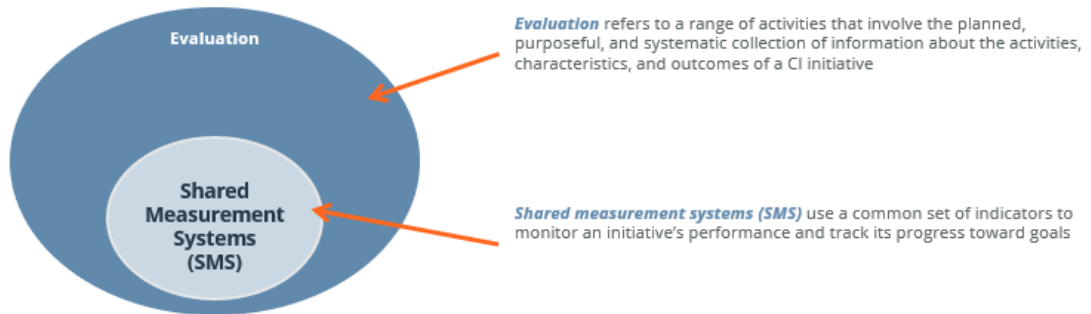 Evaluation
Evaluation refers to a range of activities that involve the planned,
purposeful, and systematic collection of information about the activities,
characteristics, and outcomes of a CI initiative
Shared
Measurement
Systems
(SMS)
Shared measurement systems (SMS) use a common set of indicators to
monitor an initiative’s performance and track its progress toward goals